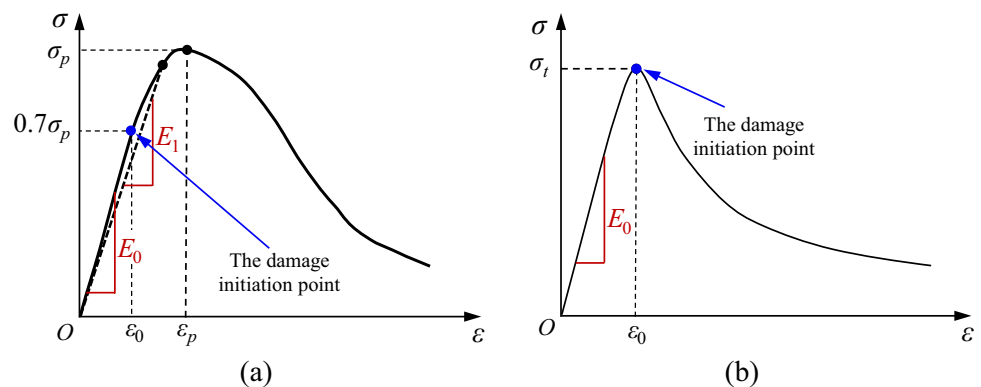 σ
σₚ
0.7σₚ
E₁
E₀
The damage
initiation point
O
ε₀
εₚ
ε
(a)
σ
σₜ
The damage
initiation point
E₀
O
ε₀
ε
(b)